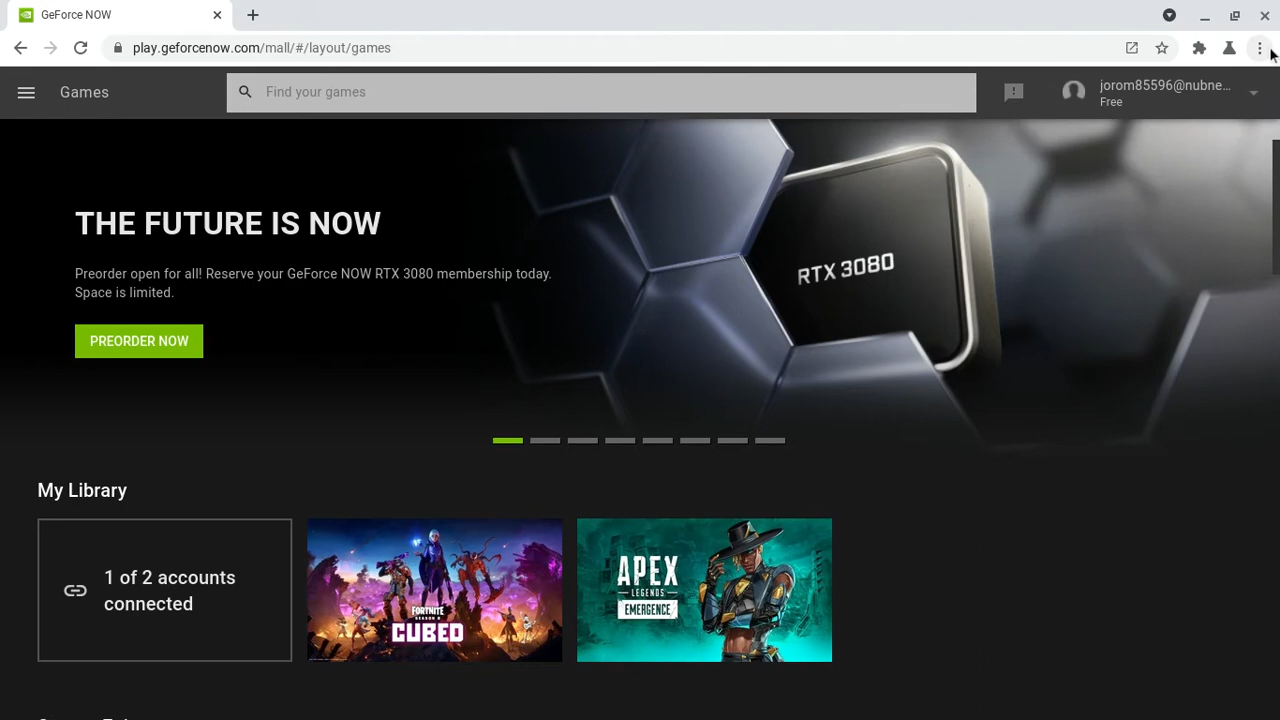 GeForce NOW
play.geforcenow.com/mall/#/layout/games
Games
Find your games
jorom85596@nubne...
Free
THE FUTURE IS NOW
Preorder open for all! Reserve your GeForce NOW RTX 3080 membership today.
Space is limited.
PREORDER NOW
RTX 3080
My Library
1 of 2 accounts
connected
FORTNITE
CUBED
APEX
LEGENDS
EMERGENCE